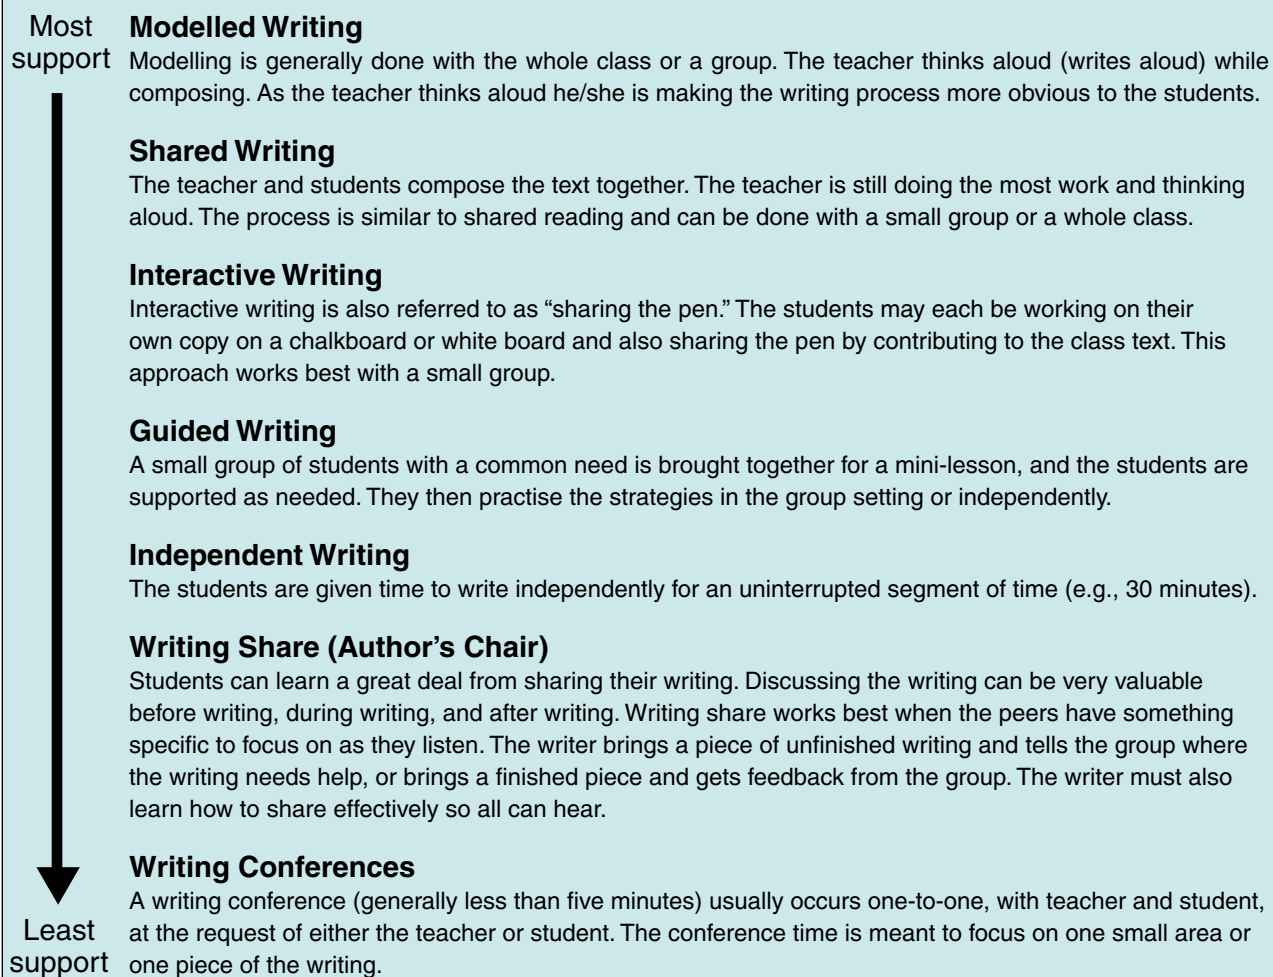 Most
support
Modelled Writing
Modelling is generally done with the whole class or a group. The teacher thinks aloud (writes aloud) while
composing. As the teacher thinks aloud he/she is making the writing process more obvious to the students.
Shared Writing
The teacher and students compose the text together. The teacher is still doing the most work and thinking
aloud. The process is similar to shared reading and can be done with a small group or a whole class.
Interactive Writing
Interactive writing is also referred to as “sharing the pen.” The students may each be working on their
own copy on a chalkboard or white board and also sharing the pen by contributing to the class text. This
approach works best with a small group.
Guided Writing
A small group of students with a common need is brought together for a mini-lesson, and the students are
supported as needed. They then practise the strategies in the group setting or independently.
Independent Writing
The students are given time to write independently for an uninterrupted segment of time (e.g., 30 minutes).
Writing Share (Author’s Chair)
Students can learn a great deal from sharing their writing. Discussing the writing can be very valuable
before writing, during writing, and after writing. Writing share works best when the peers have something
specific to focus on as they listen. The writer brings a piece of unfinished writing and tells the group where
the writing needs help, or brings a finished piece and gets feedback from the group. The writer must also
learn how to share effectively so all can hear.
Writing Conferences
A writing conference (generally less than five minutes) usually occurs one-to-one, with teacher and student,
at the request of either the teacher or student. The conference time is meant to focus on one small area or
one piece of the writing.
Least
support